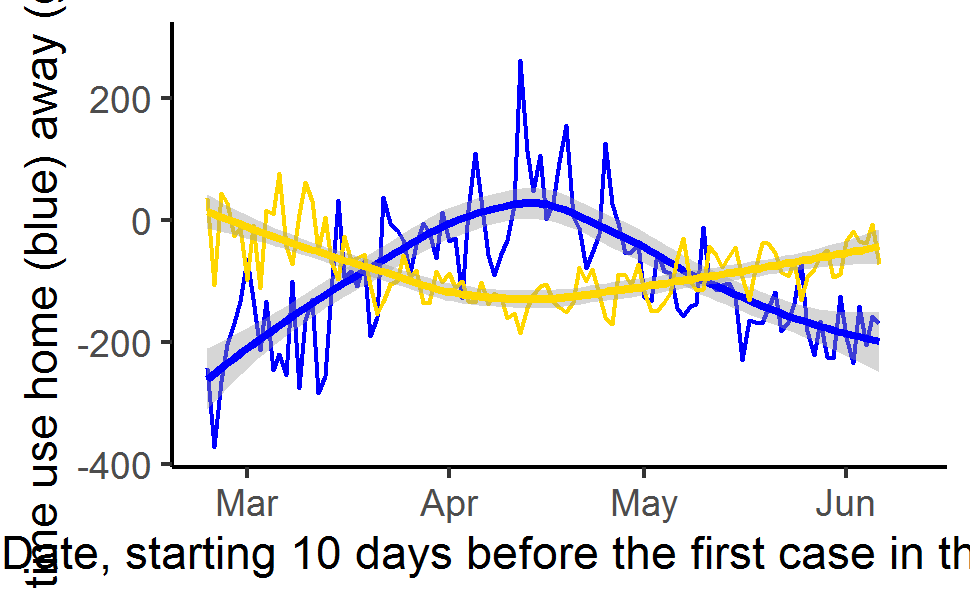 time use home (blue) away (
200
0
-200
-400
Mar Apr May Jun
Date, starting 10 days before the first case in th